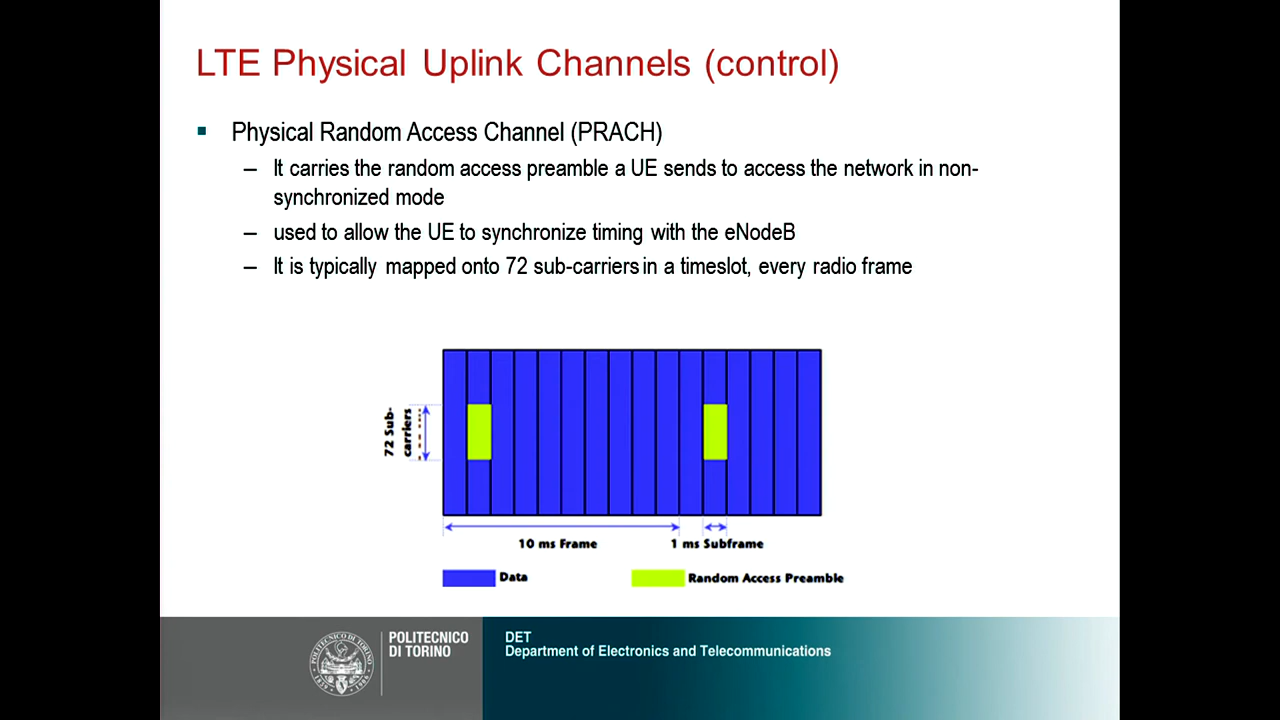 LTE Physical Uplink Channels (control)
▪ Physical Random Access Channel (PRACH)
– It carries the random access preamble a UE sends to access the network in non-
synchronized mode
– used to allow the UE to synchronize timing with the eNodeB
– It is typically mapped onto 72 sub-carriers in a timeslot, every radio frame
72 Sub-
carriers
10 ms Frame
1 ms Subframe
Data
Random Access Preamble
POLITECNICO
DI TORINO
DET
Department of Electronics and Telecommunications